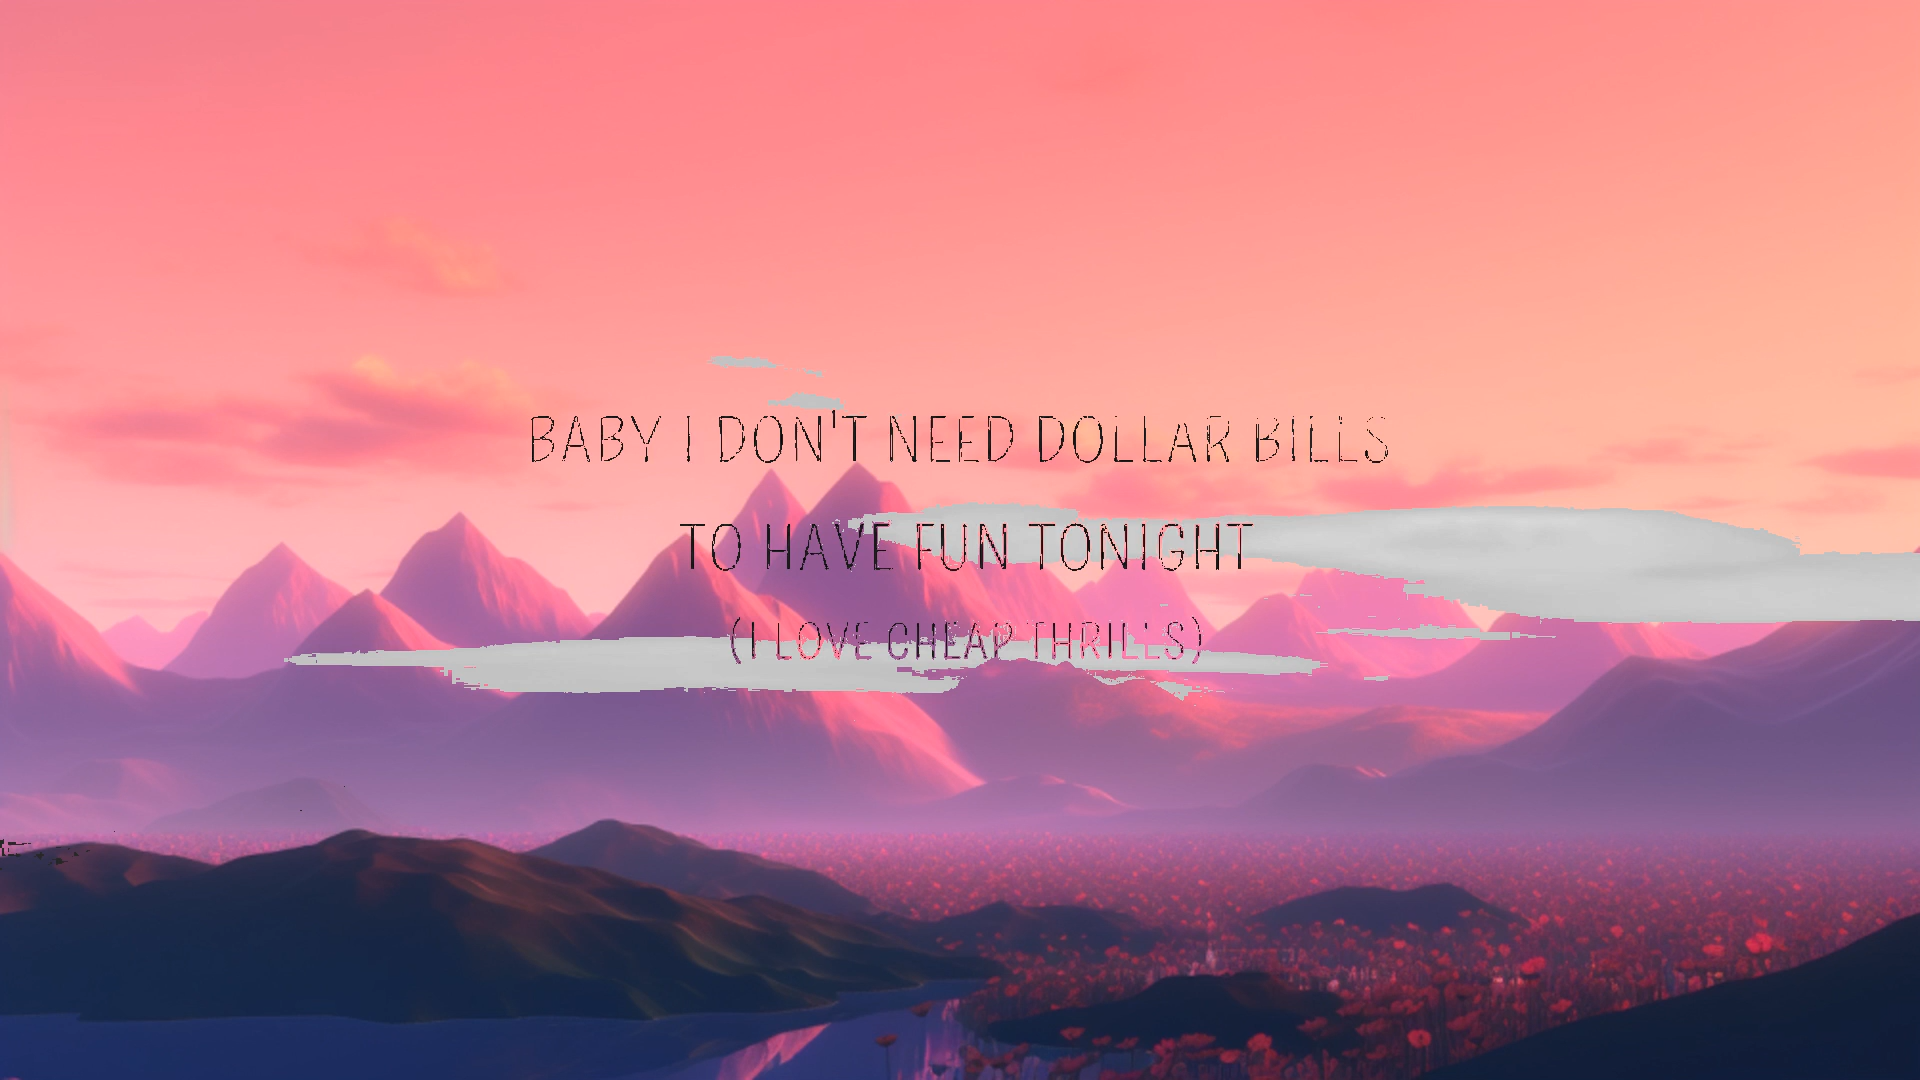 BABY I DON'T NEED DOLLAR BILLS
TO HAVE FUN TONIGHT
(I LOVE CHEAP THRILLS)